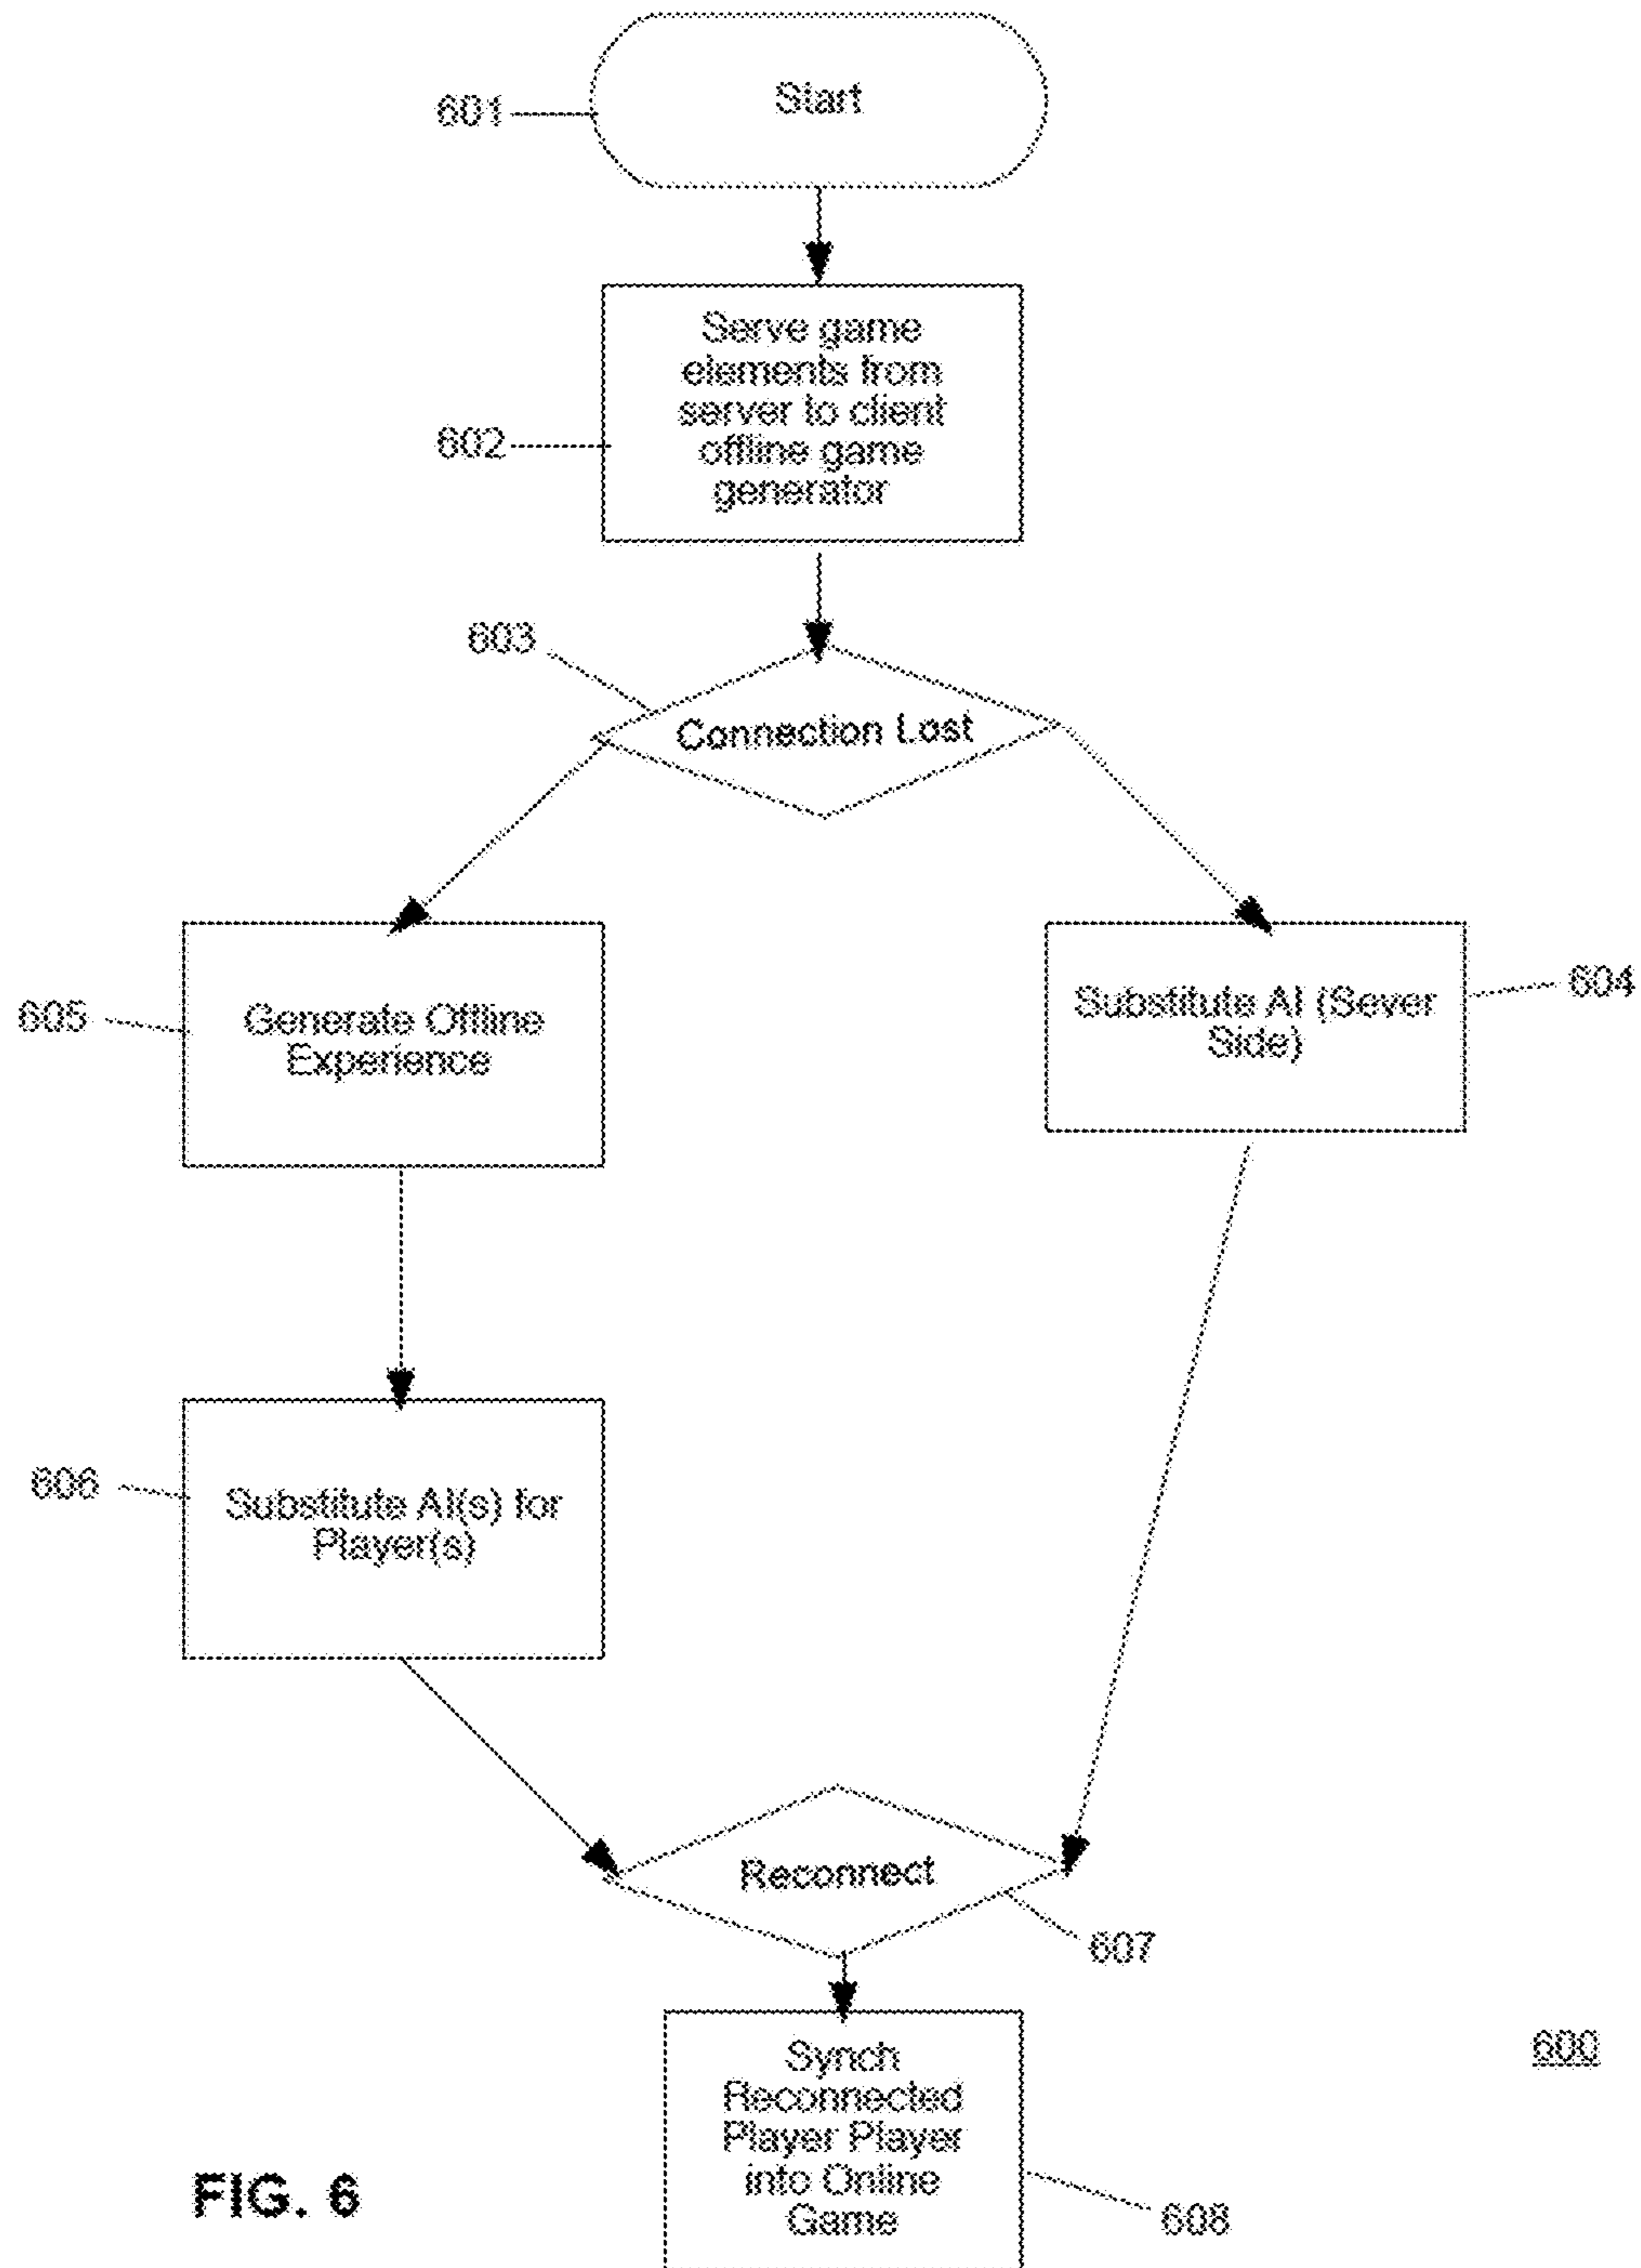 Start
601
Serve game
elements from
server to client
offline game
generator
602
603
Connection Lost
605
Generate Offline
Experience
Substitute AI (Sever
Side)
604
606
Substitute AI(s) for
Player(s)
Reconnect
607
Synch
Reconnected
Player Player
into Online
Game
608
600
FIG. 6